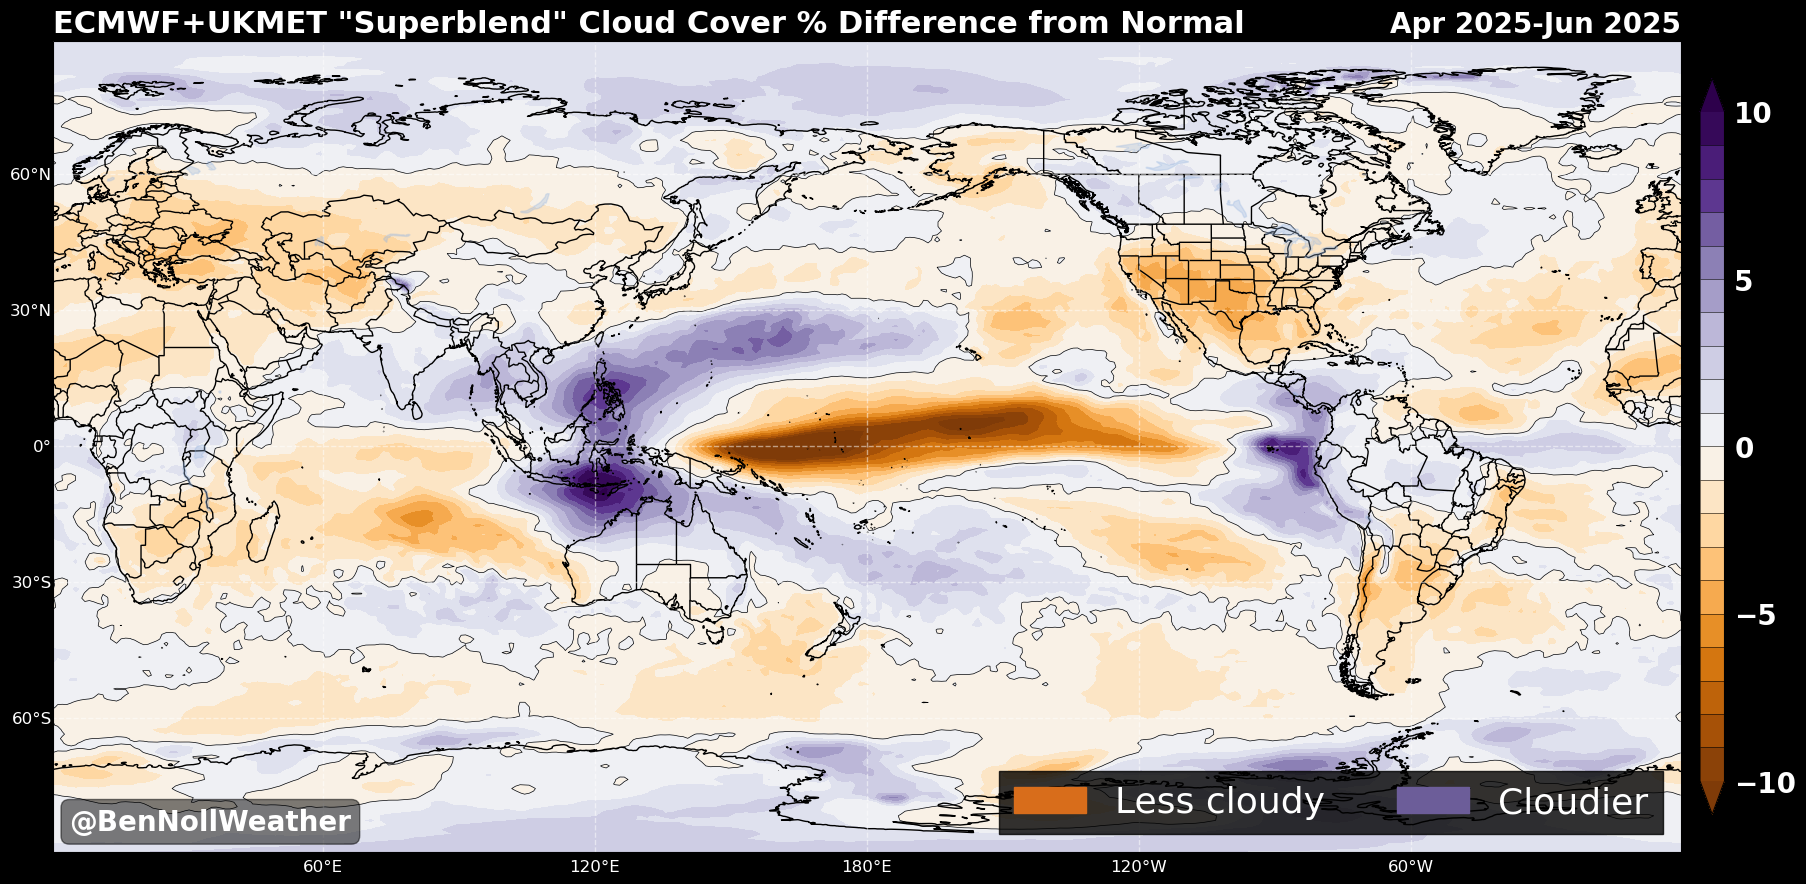 ECMWF+UKMET "Superblend" Cloud Cover % Difference from Normal
Apr 2025-Jun 2025
10
5
0
−5
−10
60°N
30°N
0°
30°S
60°S
@BenNollWeather
Less cloudy
Cloudier
60°E
120°E
180°E
120°W
60°W